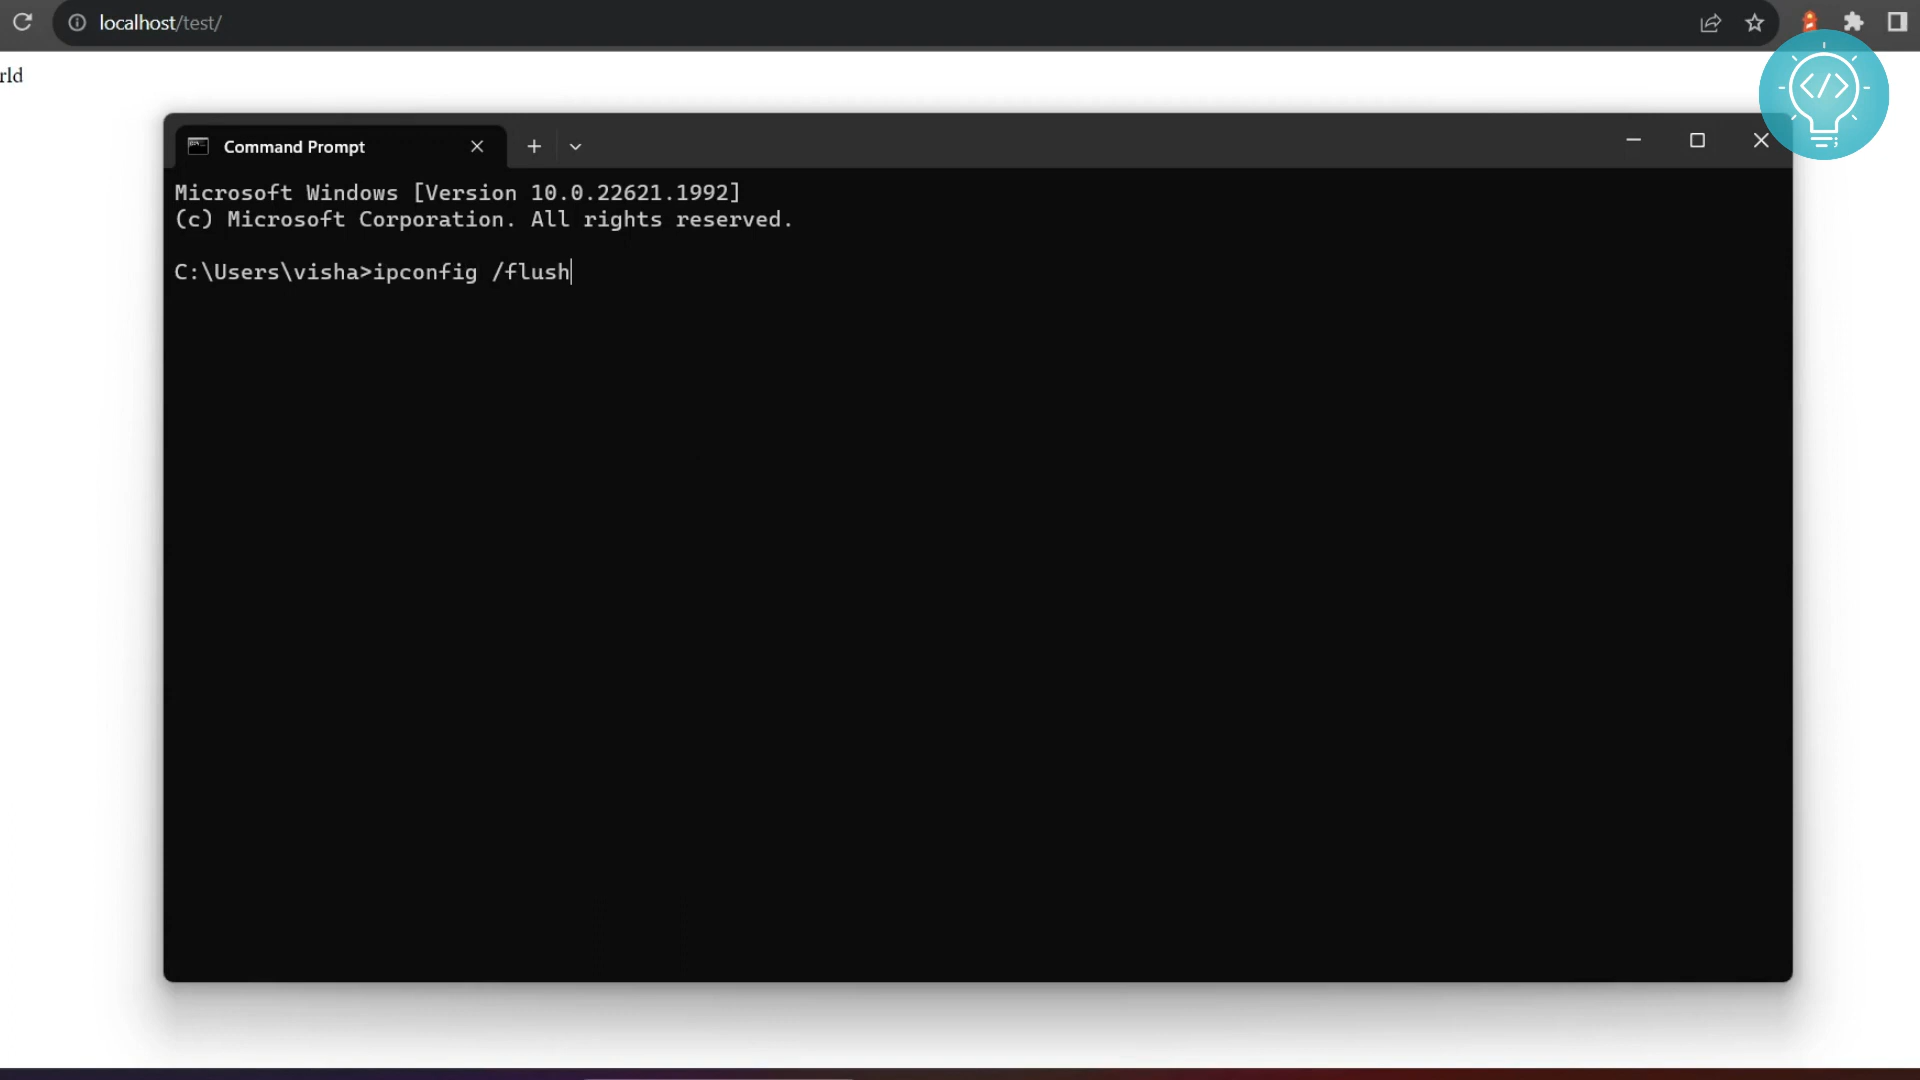 localhost/test/
rld
Command Prompt
Microsoft Windows [Version 10.0.22621.1992]
(c) Microsoft Corporation. All rights reserved.
C:\Users\visha>ipconfig /flush